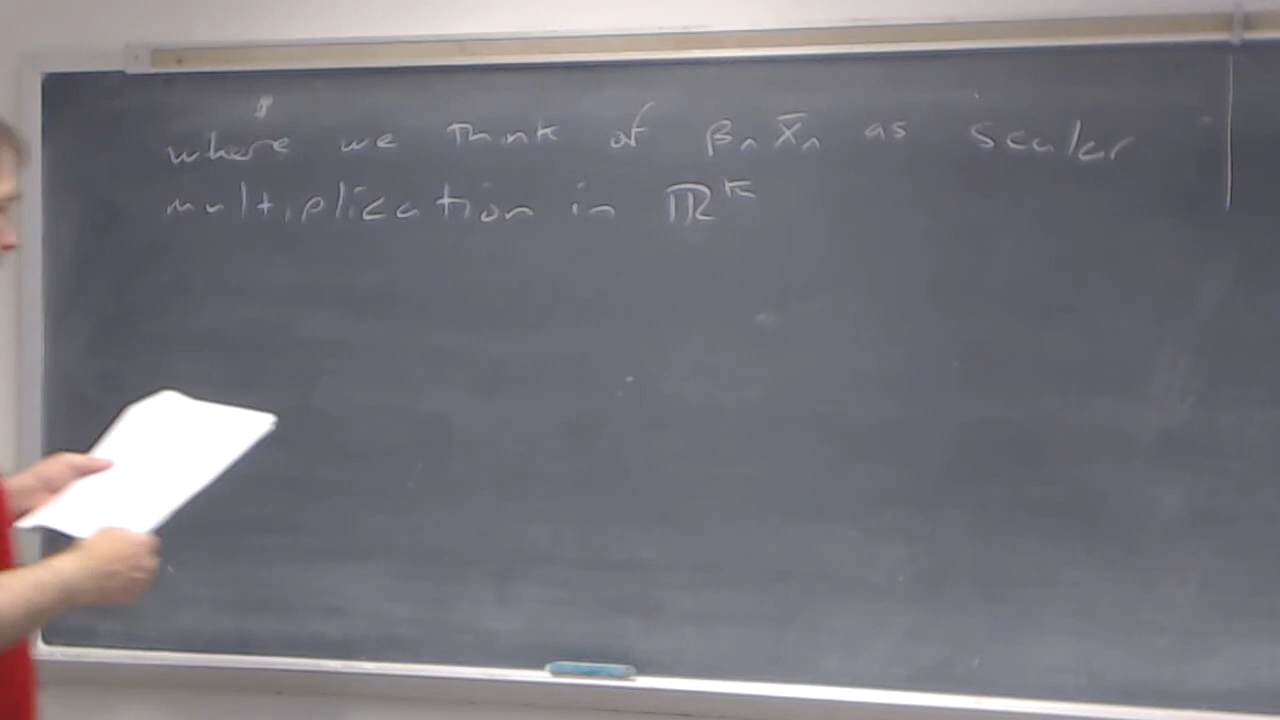 where we think of βₙ x̄ₙ as scalar
multiplication in ℝᵏ